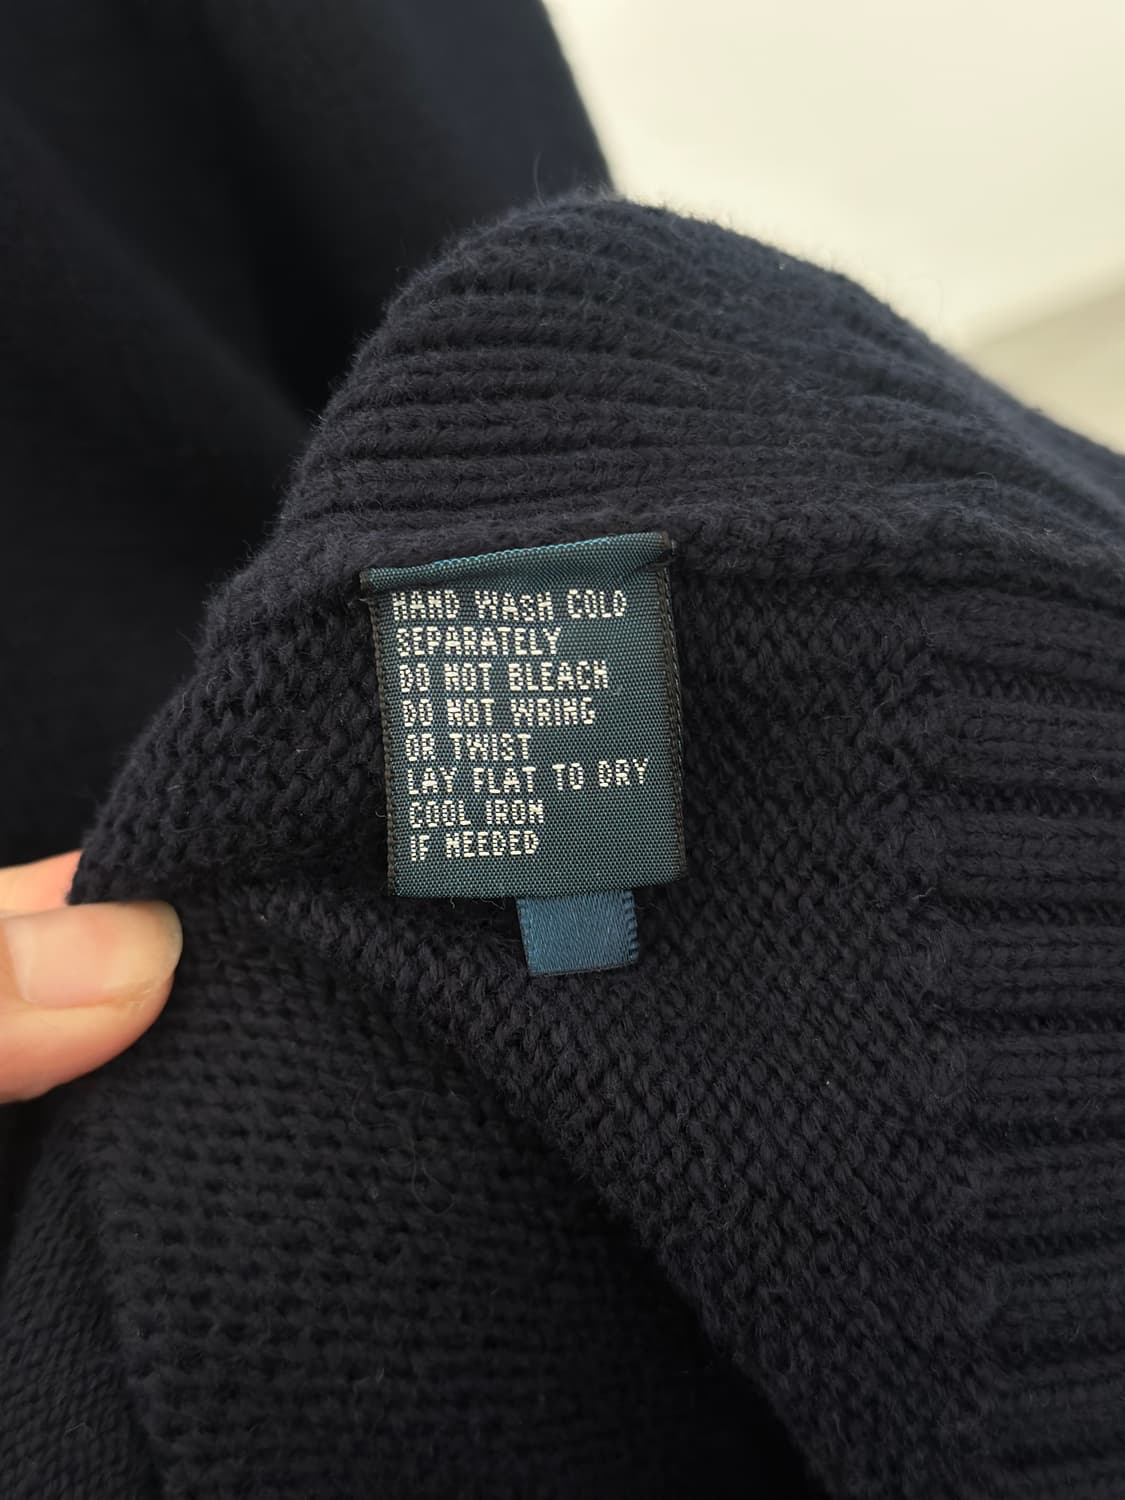 HAND WASH COLD
SEPARATELY
DO NOT BLEACH
DO NOT WRING
OR TWIST
LAY FLAT TO DRY
COOL IRON
IF NEEDED